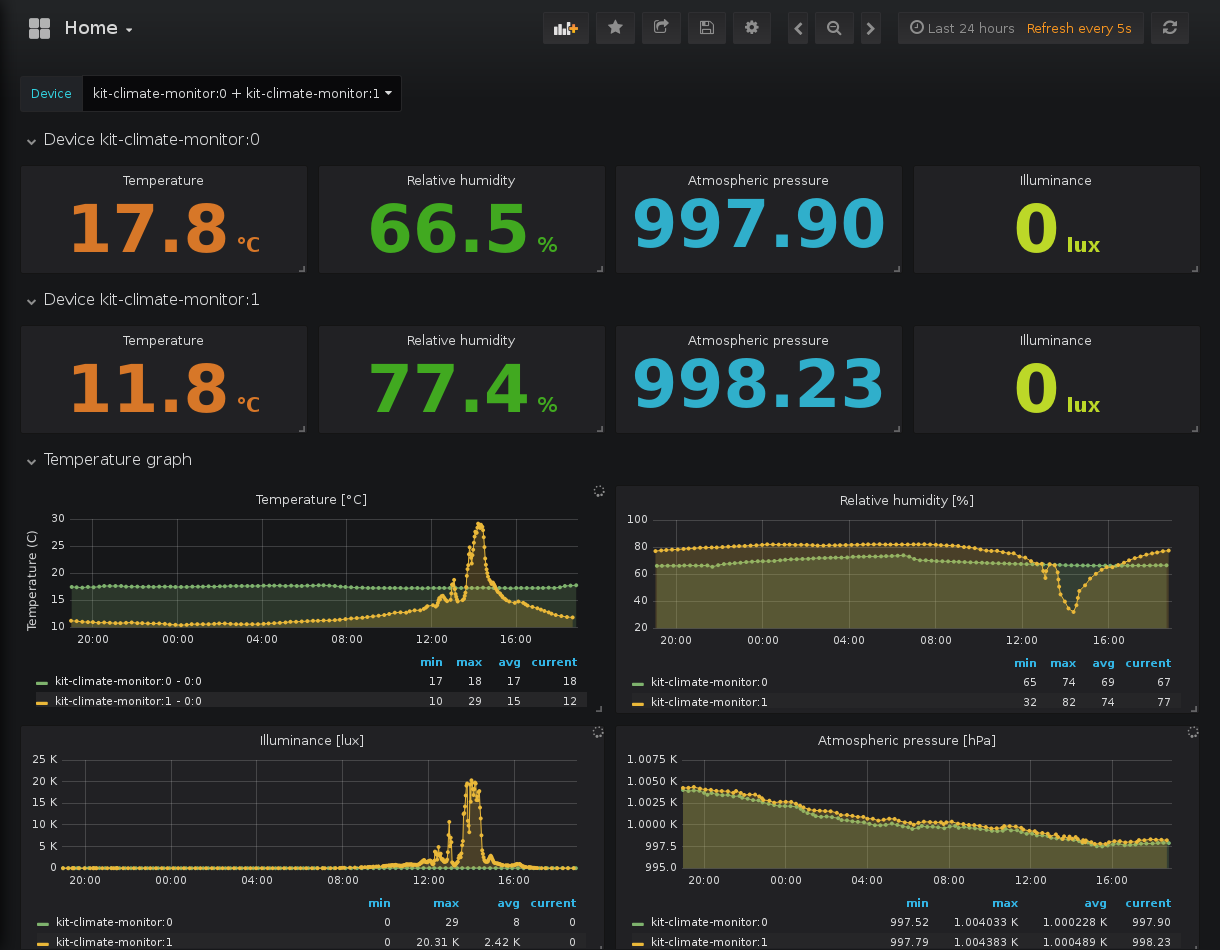 Home
Last 24 hours Refresh every 5s
Device kit-climate-monitor:0 + kit-climate-monitor:1
Device kit-climate-monitor:0
Temperature Relative humidity Atmospheric pressure Illuminance
17.8 °C 66.5 % 997.90 0 lux
Device kit-climate-monitor:1
Temperature Relative humidity Atmospheric pressure Illuminance
11.8 °C 77.4 % 998.23 0 lux
Temperature graph
Temperature [°C]
Temperature (C)
30
25
20
15
10
20:00 00:00 04:00 08:00 12:00 16:00
min max avg current
kit-climate-monitor:0 - 0:0 17 18 17 18
kit-climate-monitor:1 - 0:0 10 29 15 12
Relative humidity [%]
100
80
60
40
20
20:00 00:00 04:00 08:00 12:00 16:00
min max avg current
kit-climate-monitor:0 65 74 69 67
kit-climate-monitor:1 32 82 74 77
Illuminance [lux]
25 K
20 K
15 K
10 K
5 K
0
20:00 00:00 04:00 08:00 12:00 16:00
min max avg current
kit-climate-monitor:0 0 29 8 0
kit-climate-monitor:1 0 20.31 K 2.42 K 0
Atmospheric pressure [hPa]
1.0075 K
1.0050 K
1.0025 K
1.0000 K
997.5
995.0
20:00 00:00 04:00 08:00 12:00 16:00
min max avg current
kit-climate-monitor:0 997.52 1.004033 K 1.000228 K 997.90
kit-climate-monitor:1 997.79 1.004383 K 1.000489 K 998.23